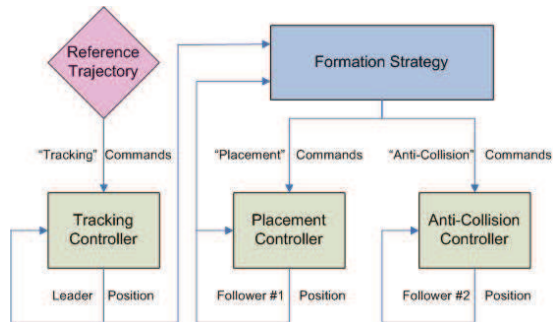 Reference
Trajectory
Formation Strategy
"Tracking" Commands
"Placement" Commands
"Anti-Collision" Commands
Tracking
Controller
Placement
Controller
Anti-Collision
Controller
Leader Position
Follower #1 Position
Follower #2 Position